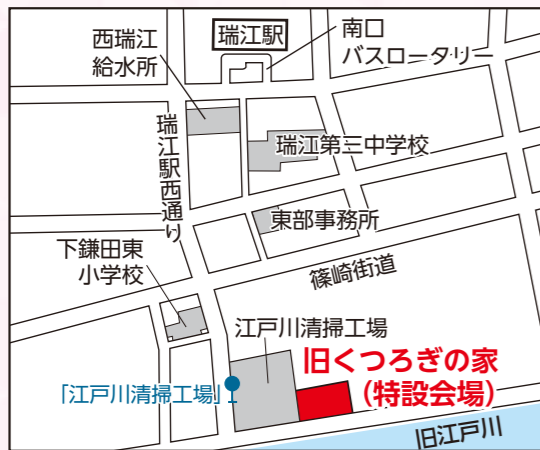 西瑞江
給水所
瑞江駅
南口
バスロータリー
瑞江駅西通り
瑞江第三中学校
東部事務所
下鎌田東
小学校
篠崎街道
江戸川清掃工場
旧くつろぎの家
(特設会場)
「江戸川清掃工場」
旧江戸川